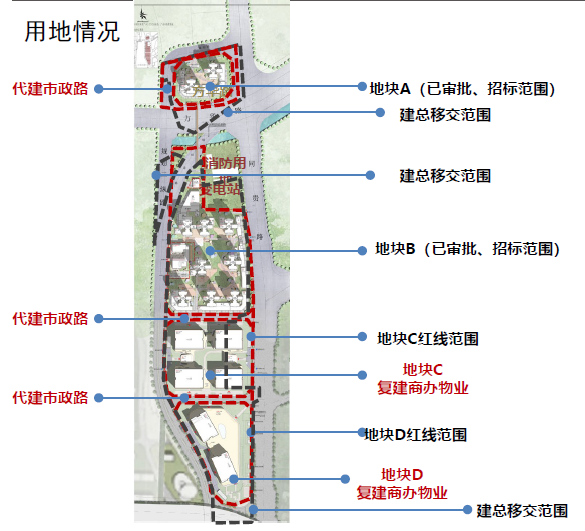 用地情况
代建市政路
地块A（已审批、招标范围）
建总移交范围
消防用地
变电站
建总移交范围
地块B（已审批、招标范围）
代建市政路
地块C红线范围
地块C
复建商办物业
代建市政路
地块D红线范围
地块D
复建商办物业
建总移交范围